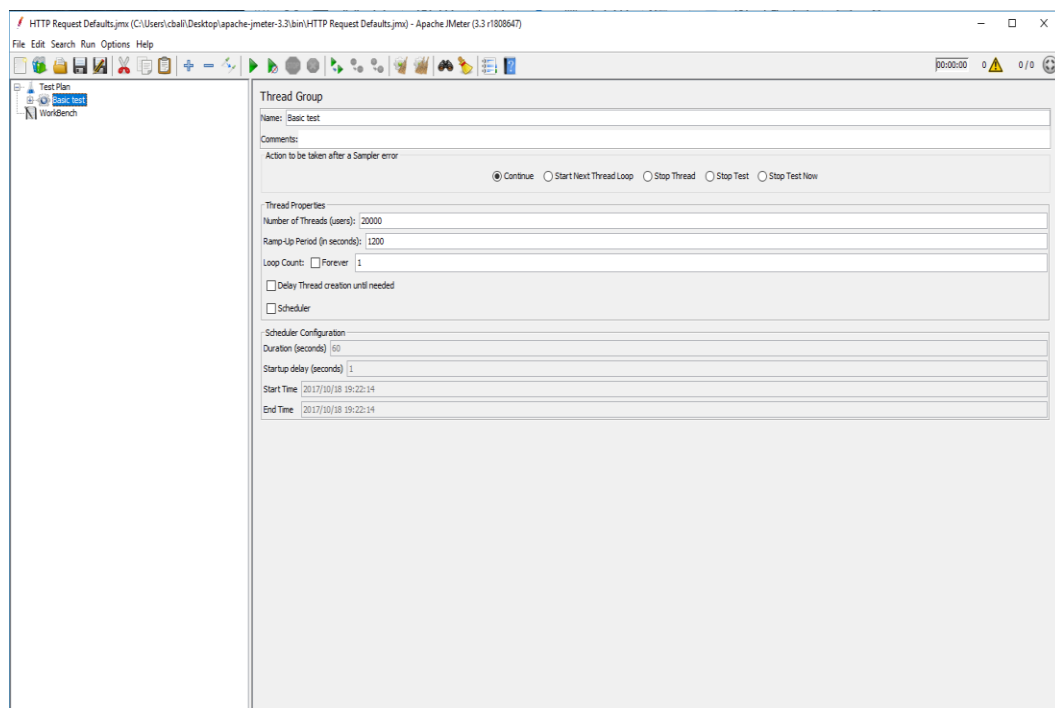 HTTP Request Defaults.jmx (C:\Users\cbali\Desktop\apache-jmeter-3.3\bin\HTTP Request Defaults.jmx) - Apache JMeter (3.3 r1808647)
File Edit Search Run Options Help
00:00:00 0 0 / 0
Test Plan
Basic test
WorkBench
Thread Group
Name: Basic test
Comments:
Action to be taken after a Sampler error
Continue Start Next Thread Loop Stop Thread Stop Test Stop Test Now
Thread Properties
Number of Threads (users): 20000
Ramp-Up Period (in seconds): 1200
Loop Count: Forever 1
Delay Thread creation until needed
Scheduler
Scheduler Configuration
Duration (seconds) 60
Startup delay (seconds) 1
Start Time 2017/10/18 19:22:14
End Time 2017/10/18 19:22:14